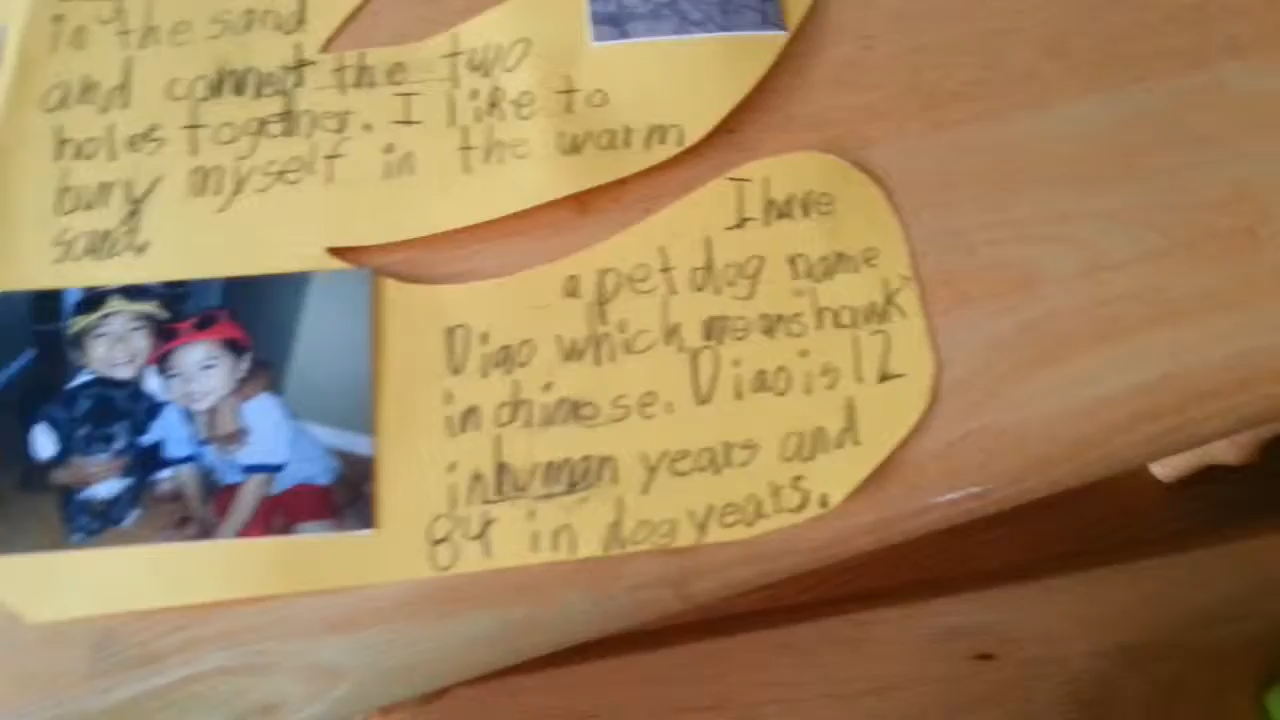 in the sand
and connect the two
holes together. I like to
bury myself in the warm
sand.
I have
a pet dog name
Diao which means hawk
in chinese. Diao is 12
in human years and
84 in dog years.